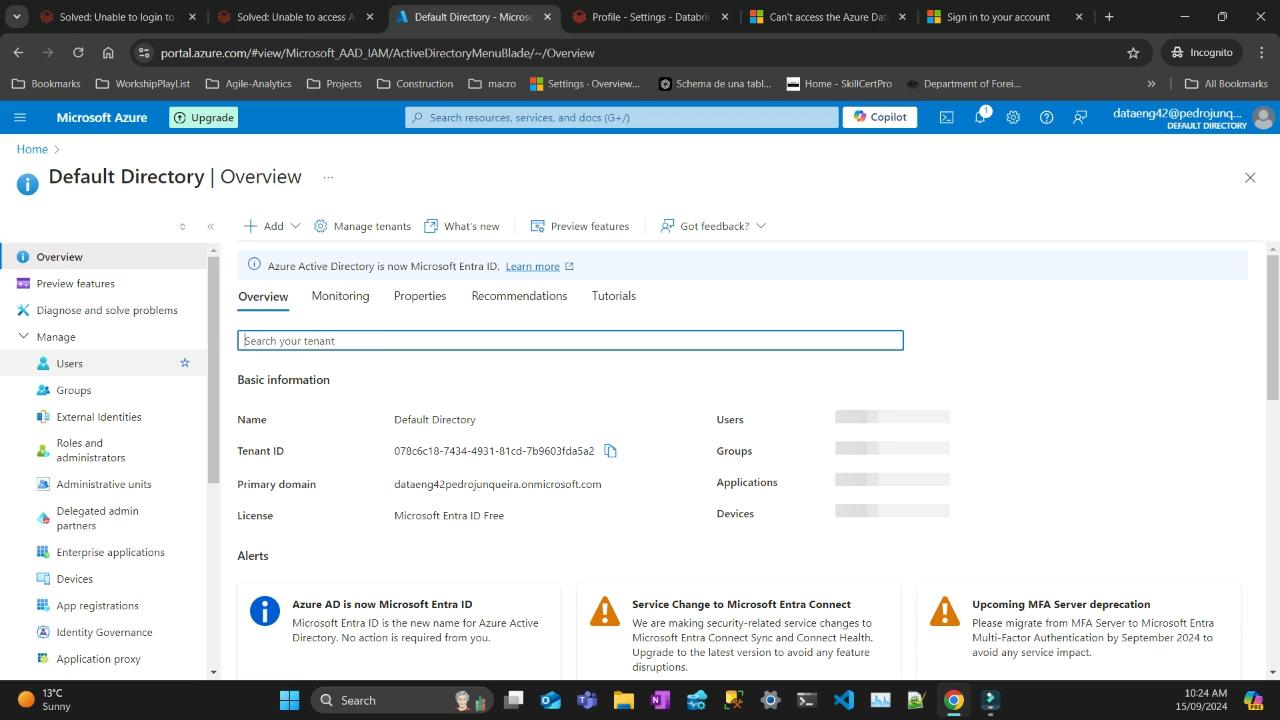 Solved: Unable to login to
Solved: Unable to access A
Default Directory - Microso
Profile - Settings - Databric
Can't access the Azure Dat
Sign in to your account
portal.azure.com/#view/Microsoft_AAD_IAM/ActiveDirectoryMenuBlade/~/Overview
Incognito
Bookmarks
WorkshipPlayList
Agile-Analytics
Projects
Construction
macro
Settings - Overview...
Schema de una tabl...
Home - SkillCertPro
Department of Forei...
All Bookmarks
Microsoft Azure
Upgrade
Search resources, services, and docs (G+/)
Copilot
1
dataeng42@pedrojunq...
DEFAULT DIRECTORY
Home
Default Directory | Overview
...
Add
Manage tenants
What's new
Preview features
Got feedback?
Overview
Preview features
Diagnose and solve problems
Manage
Users
Groups
External Identities
Roles and
administrators
Administrative units
Delegated admin
partners
Enterprise applications
Devices
App registrations
Identity Governance
Application proxy
Azure Active Directory is now Microsoft Entra ID. Learn more
Overview
Monitoring
Properties
Recommendations
Tutorials
Search your tenant
Basic information
Name
Default Directory
Users
Tenant ID
078c6c18-7434-4931-81cd-7b9603fda5a2
Groups
Primary domain
dataeng42pedrojunqueira.onmicrosoft.com
Applications
License
Microsoft Entra ID Free
Devices
Alerts
Azure AD is now Microsoft Entra ID
Microsoft Entra ID is the new name for Azure Active
Directory. No action is required from you.
Service Change to Microsoft Entra Connect
We are making security-related service changes to
Microsoft Entra Connect Sync and Connect Health.
Upgrade to the latest version to avoid any feature
disruptions.
Upcoming MFA Server deprecation
Please migrate from MFA Server to Microsoft Entra
Multi-Factor Authentication by September 2024 to
avoid any service impact.
13°C
Sunny
Search
10:24 AM
15/09/2024
PRE